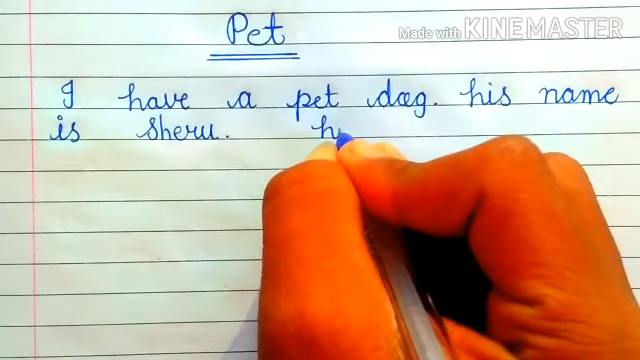 Pet
Made with KINEMASTER
I have a pet dog. his name
is Sheru. h